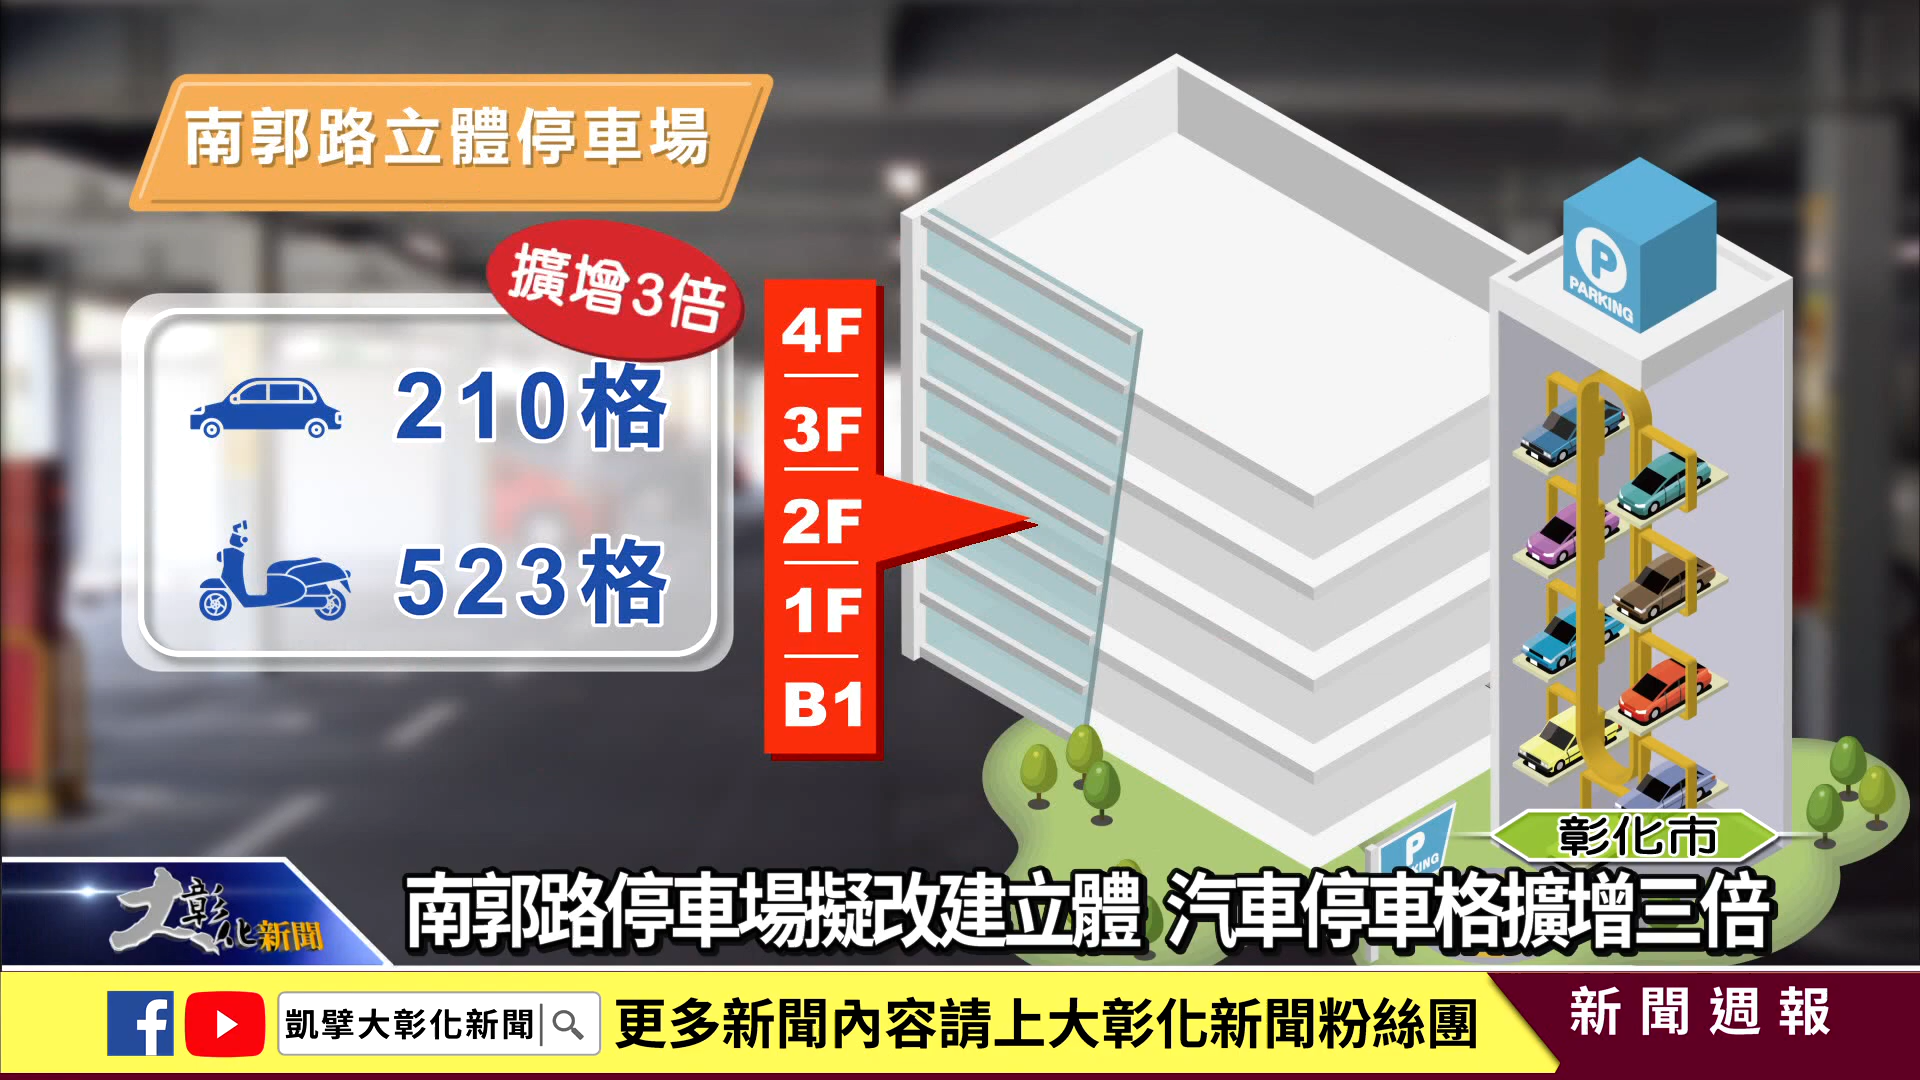 南郭路立體停車場
擴增3倍
210格
523格
4F
3F
2F
1F
B1
P
PARKING
P
KING
彰化市
大彰化新聞
南郭路停車場擬改建立體 汽車停車格擴增三倍
凱擘大彰化新聞
更多新聞內容請上大彰化新聞粉絲團
新聞週報